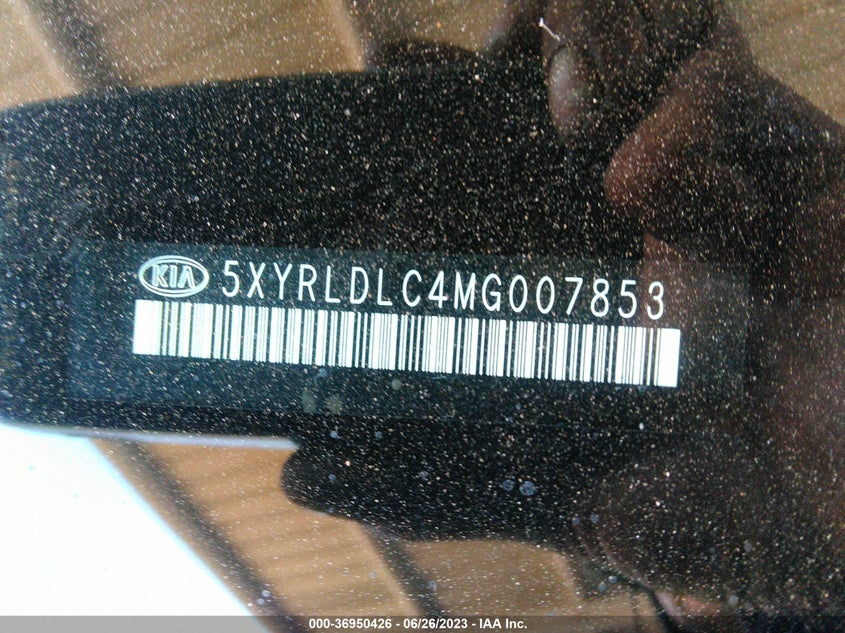 KIA 5XYRLDLC4MG007853
000-36950426 - 06/26/2023 - IAA Inc.